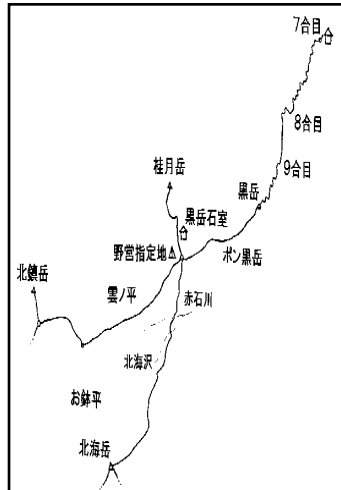 7合目
8合目
9合目
桂月岳
黒岳
黒岳石室
野営指定地
ポン黒岳
北鎮岳
雲ノ平
赤石川
北海沢
お鉢平
北海岳